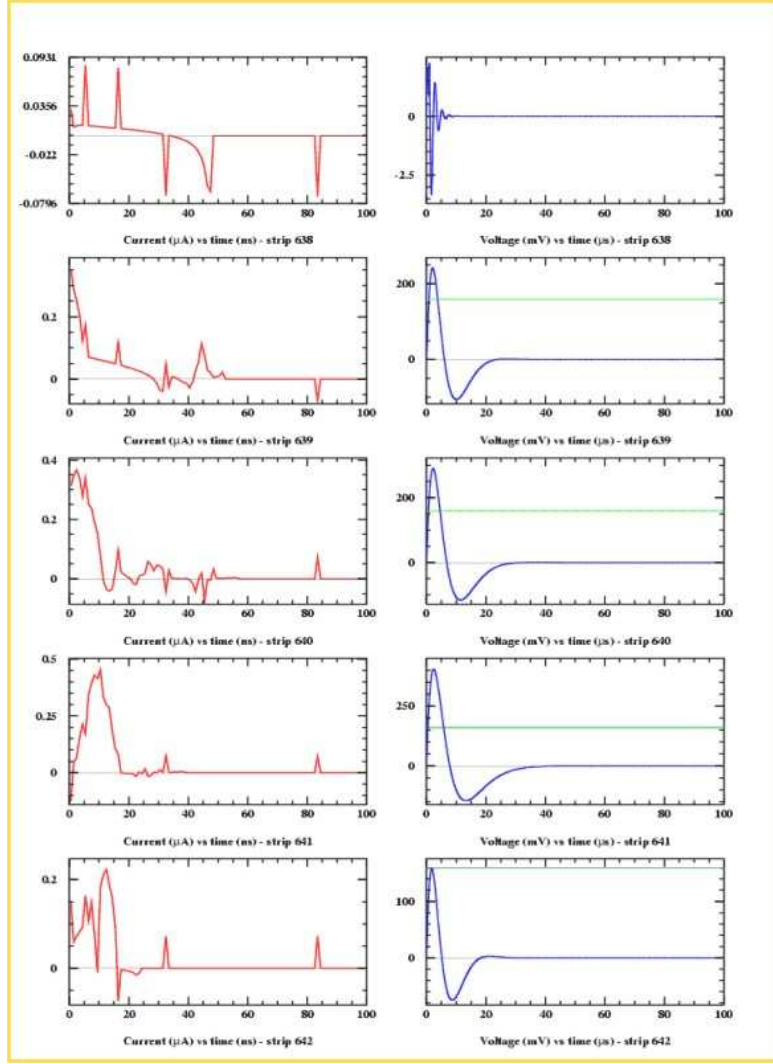 0.0931
0.0356
-0.022
-0.0796
0 20 40 60 80 100
Current (μA) vs time (ns) - strip 638
0
-2.5
0 20 40 60 80 100
Voltage (mV) vs time (μs) - strip 638
0.2
0
0 20 40 60 80 100
Current (μA) vs time (ns) - strip 639
200
0
0 20 40 60 80 100
Voltage (mV) vs time (μs) - strip 639
0.4
0.2
0
0 20 40 60 80 100
Current (μA) vs time (ns) - strip 640
200
0
0 20 40 60 80 100
Voltage (mV) vs time (μs) - strip 640
0.5
0.25
0
0 20 40 60 80 100
Current (μA) vs time (ns) - strip 641
250
0
0 20 40 60 80 100
Voltage (mV) vs time (μs) - strip 641
0.2
0
0 20 40 60 80 100
Current (μA) vs time (ns) - strip 642
100
0
0 20 40 60 80 100
Voltage (mV) vs time (μs) - strip 642